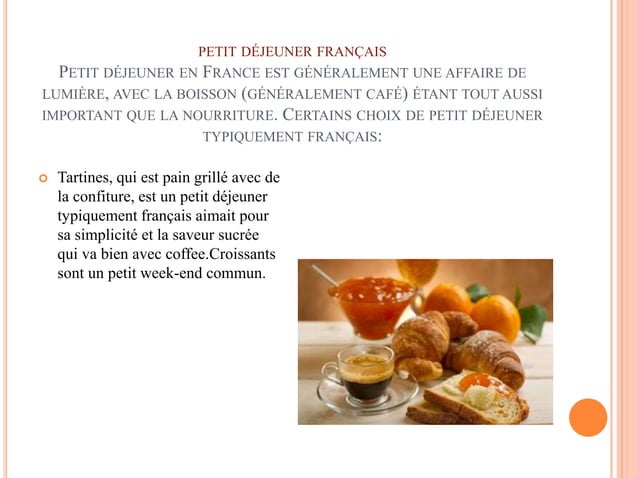 PETIT DÉJEUNER FRANÇAIS
PETIT DÉJEUNER EN FRANCE EST GÉNÉRALEMENT UNE AFFAIRE DE
LUMIÈRE, AVEC LA BOISSON (GÉNÉRALEMENT CAFÉ) ÉTANT TOUT AUSSI
IMPORTANT QUE LA NOURRITURE. CERTAINS CHOIX DE PETIT DÉJEUNER
TYPIQUEMENT FRANÇAIS:
Tartines, qui est pain grillé avec de
la confiture, est un petit déjeuner
typiquement français aimait pour
sa simplicité et la saveur sucrée
qui va bien avec coffee.Croissants
sont un petit week-end commun.